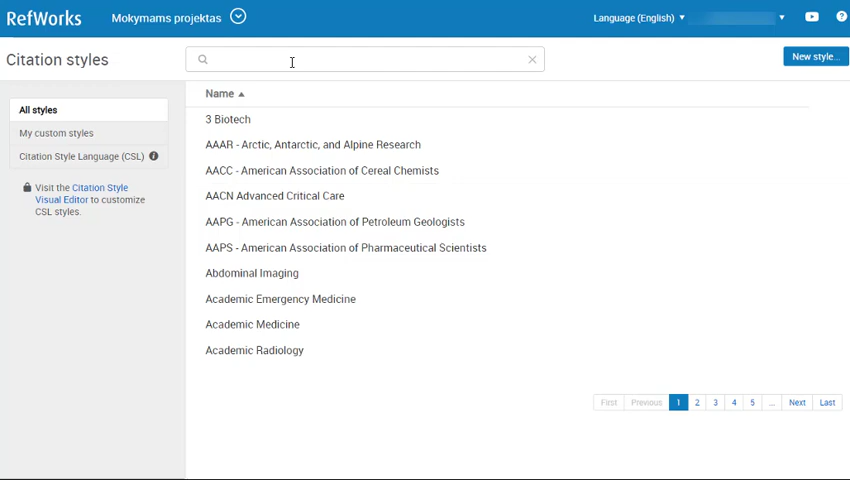 RefWorks
Mokymams projektas
Language (English)
Citation styles
New style...
All styles
My custom styles
Citation Style Language (CSL)
Visit the Citation Style
Visual Editor to customize
CSL styles.
Name
3 Biotech
AAAR - Arctic, Antarctic, and Alpine Research
AACC - American Association of Cereal Chemists
AACN Advanced Critical Care
AAPG - American Association of Petroleum Geologists
AAPS - American Association of Pharmaceutical Scientists
Abdominal Imaging
Academic Emergency Medicine
Academic Medicine
Academic Radiology
First Previous 1 2 3 4 5 ... Next Last